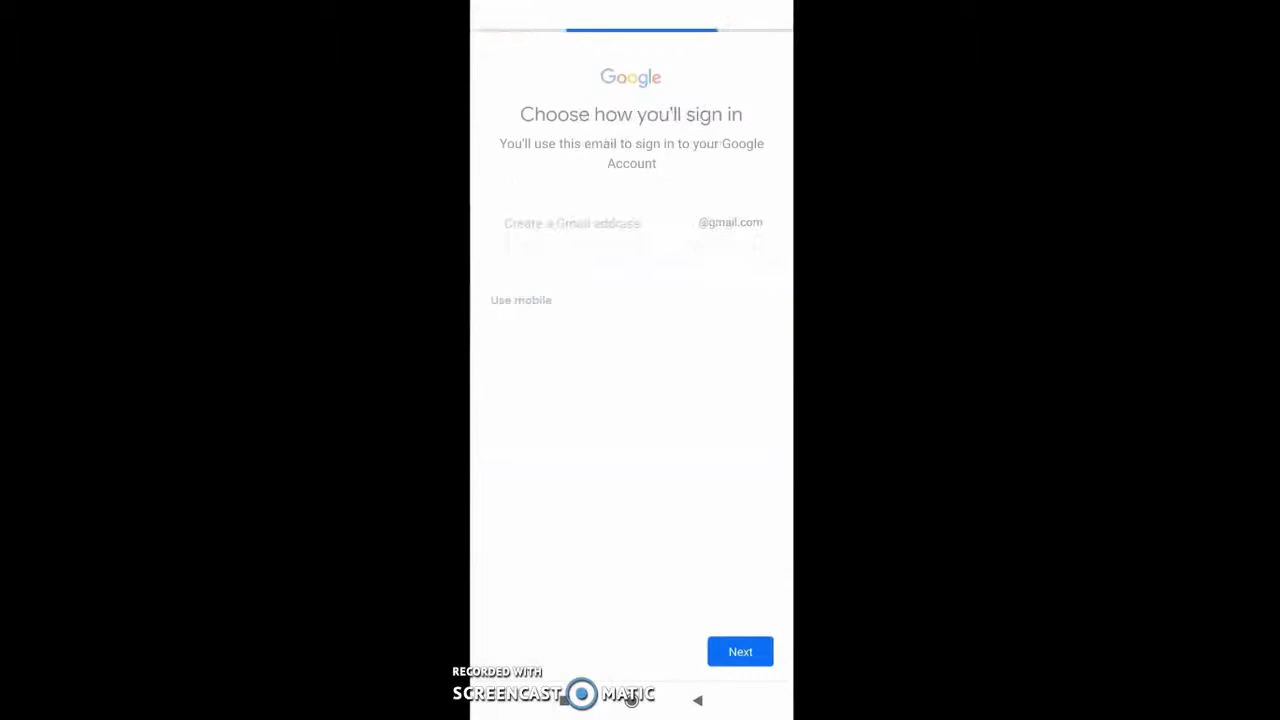 Google
Choose how you'll sign in
You'll use this email to sign in to your Google
Account
Create a Gmail address
@gmail.com
Use mobile
Next
RECORDED WITH
SCREENCAST MATIC